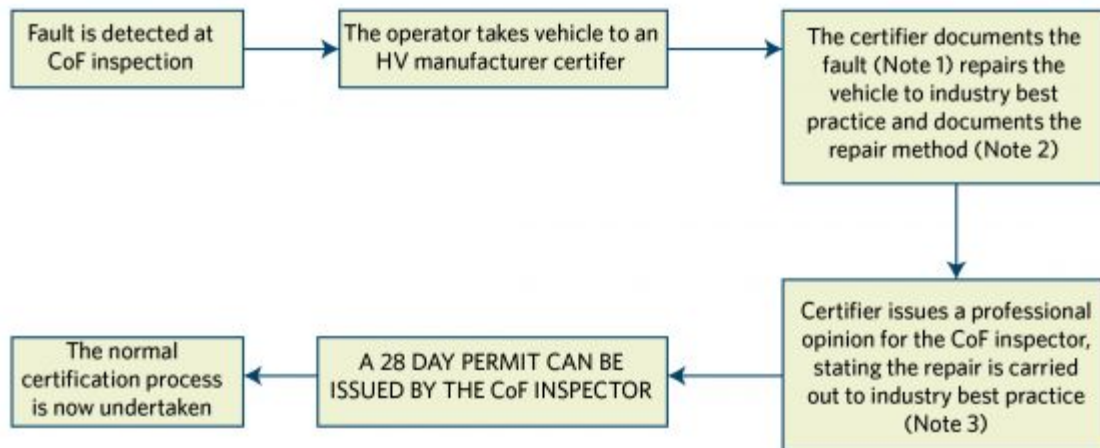 Fault is detected at
CoF inspection
The operator takes vehicle to an
HV manufacturer certifer
The certifier documents the
fault (Note 1) repairs the
vehicle to industry best
practice and documents the
repair method (Note 2)
Certifier issues a professional
opinion for the CoF inspector,
stating the repair is carried
out to industry best practice
(Note 3)
A 28 DAY PERMIT CAN BE
ISSUED BY THE CoF INSPECTOR
The normal
certification process
is now undertaken